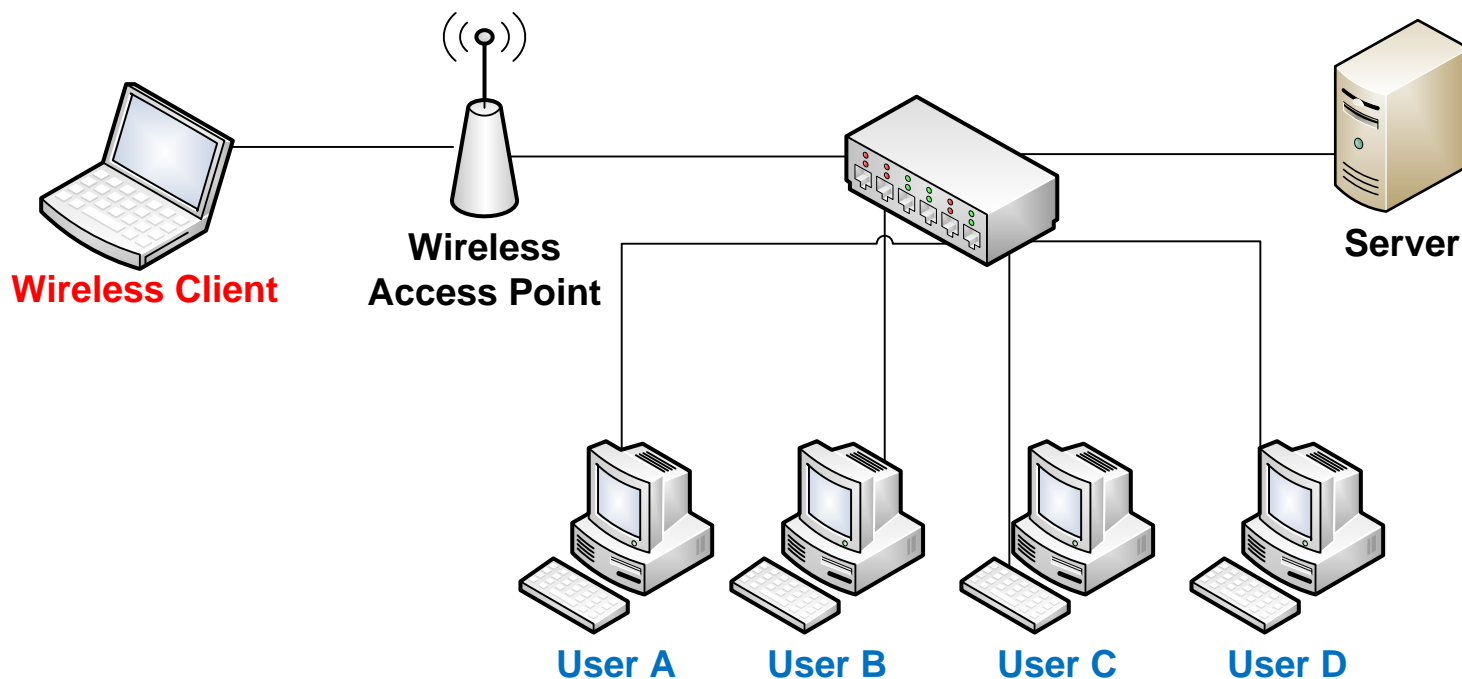 Wireless Client
Wireless
Access Point
Server
User A
User B
User C
User D